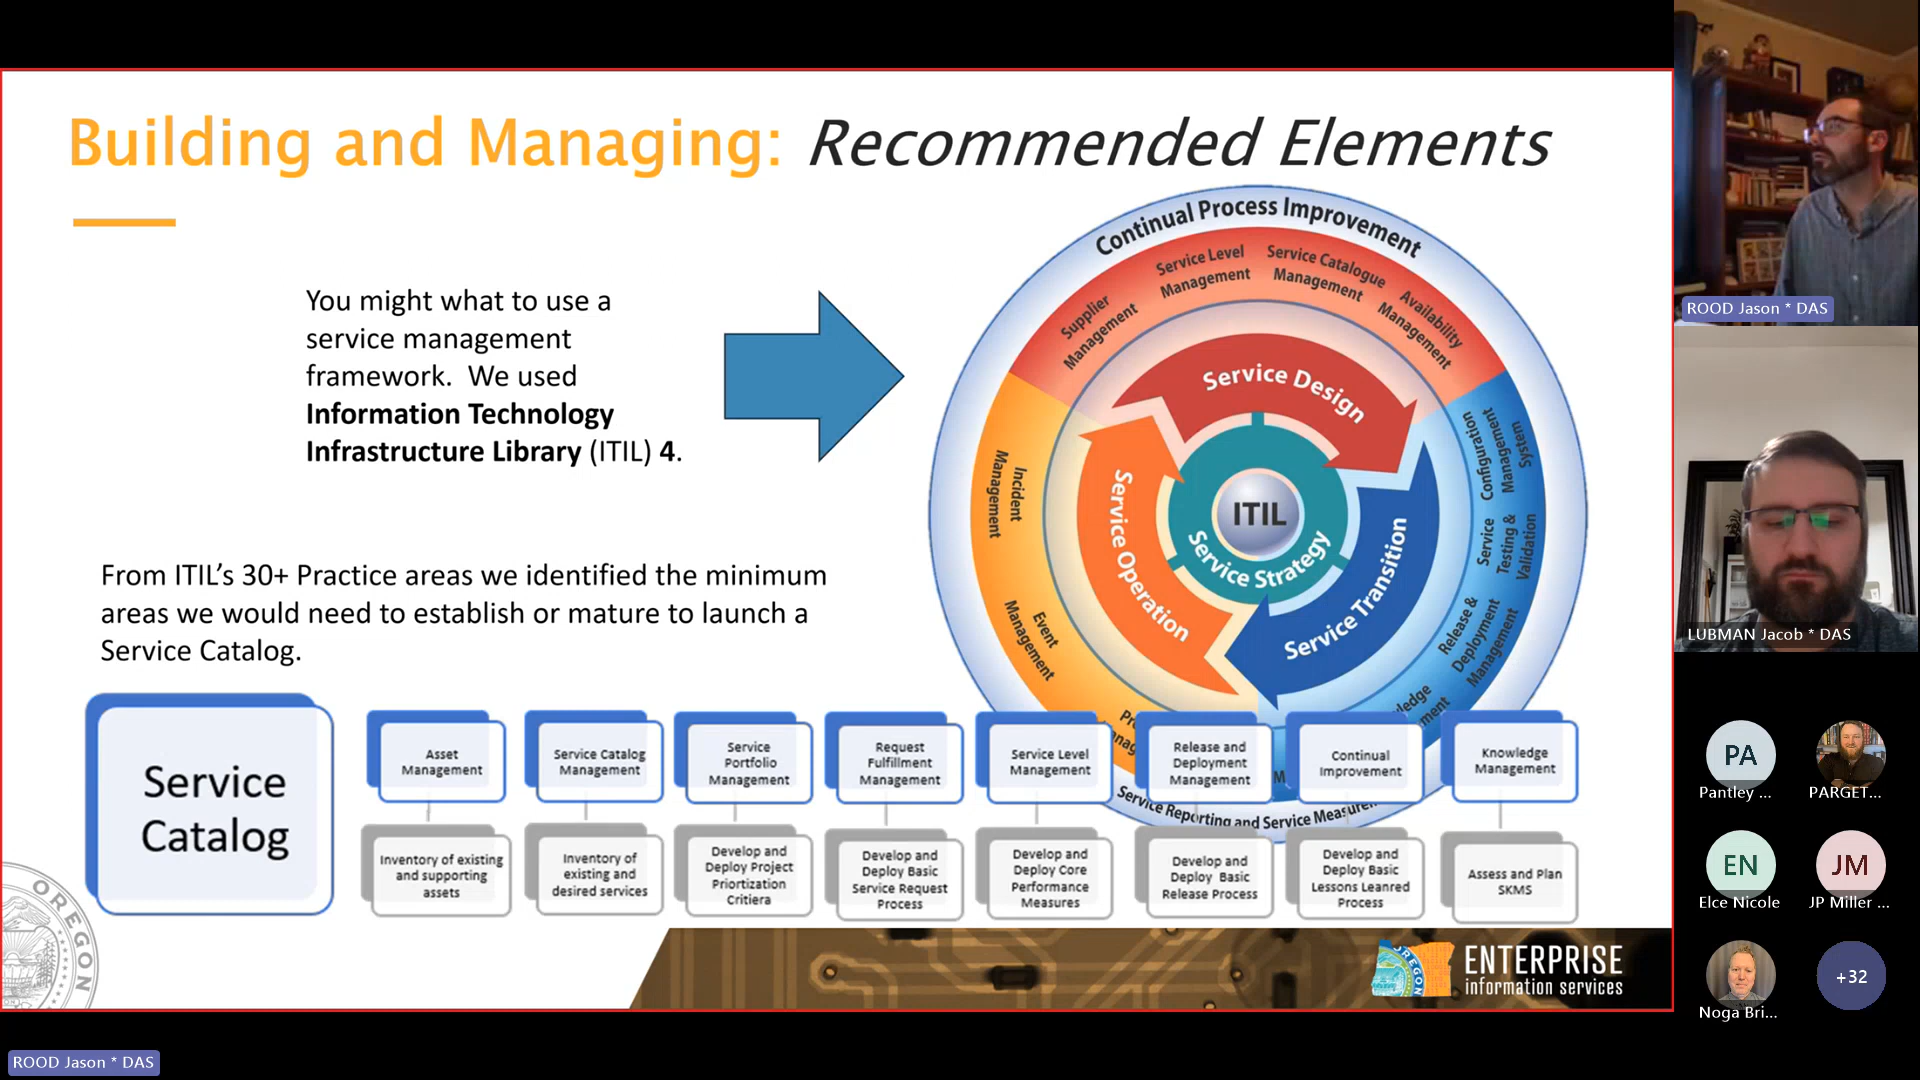 Building and Managing: Recommended Elements
You might what to use a
service management
framework.  We used
Information Technology
Infrastructure Library (ITIL) 4.
From ITIL's 30+ Practice areas we identified the minimum
areas we would need to establish or mature to launch a
Service Catalog.
Continual Process Improvement
Supplier
Management
Service Level
Management
Service Catalogue
Management
Availability
Management
Service Design
Configuration
Management
System
Service
Testing &
Validation
Release &
Deployment
Management
Service Transition
Incident
Management
Event
Management
Service Operation
ITIL
Service Strategy
Service Reporting and Service
Service
Catalog
Asset
Management
Service Catalog
Management
Service
Portfolio
Management
Request
Fulfillment
Management
Service Level
Management
Release and
Deployment
Management
Continual
Improvement
Knowledge
Management
Inventory of existing
and supporting
assets
Inventory of
existing and
desired services
Develop and
Deploy Project
Priortization
Critiera
Develop and
Deploy Basic
Service Request
Process
Develop and
Deploy Core
Performance
Measures
Develop and
Deploy  Basic
Release Process
Develop and
Deploy Basic
Lessons Leanred
Process
Assess and Plan
SKMS
OREGON
OREGON
ENTERPRISE
information services
ROOD Jason * DAS
ROOD Jason * DAS
LUBMAN Jacob * DAS
PA
Pantley ...
PARGET...
EN
Elce Nicole
JM
JP Miller ...
Noga Bri...
+32